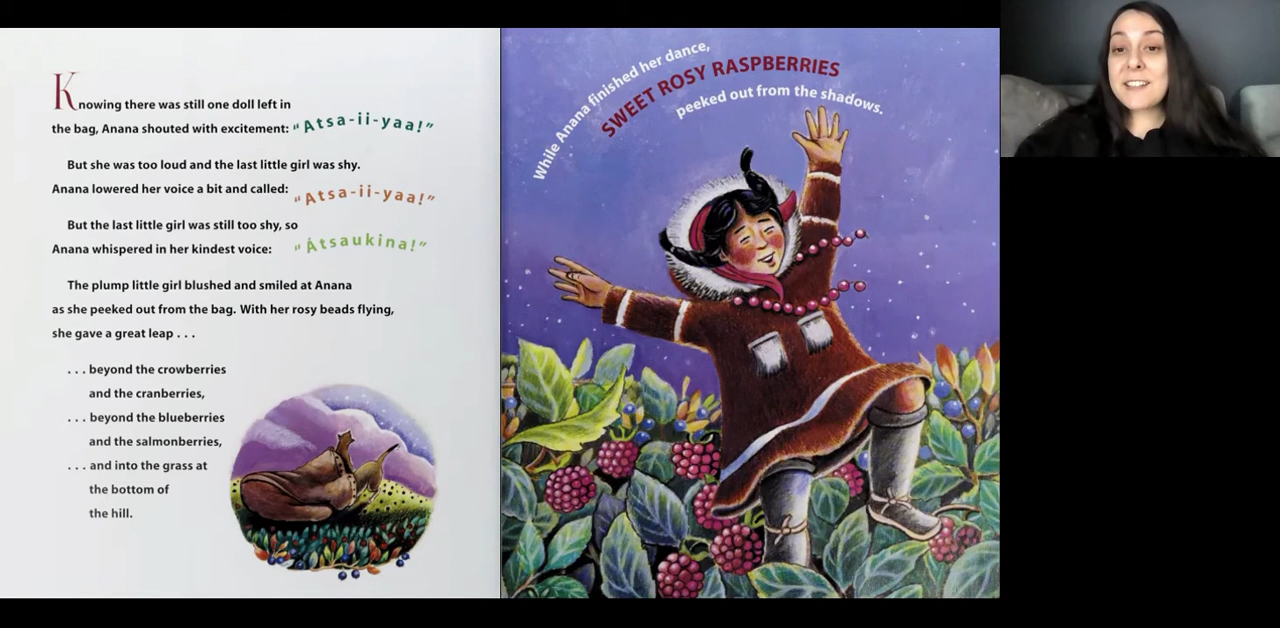 Knowing there was still one doll left in
the bag, Anana shouted with excitement: "Atsa-ii-yaa!"
But she was too loud and the last little girl was shy.
Anana lowered her voice a bit and called: "Atsa-ii-yaa!"
But the last little girl was still too shy, so
Anana whispered in her kindest voice: "Atsaukina!"
The plump little girl blushed and smiled at Anana
as she peeked out from the bag. With her rosy beads flying,
she gave a great leap . . .
. . . beyond the crowberries
and the cranberries,
. . . beyond the blueberries
and the salmonberries,
. . . and into the grass at
the bottom of
the hill.
While Anana finished her dance,
SWEET ROSY RASPBERRIES
peeked out from the shadows.